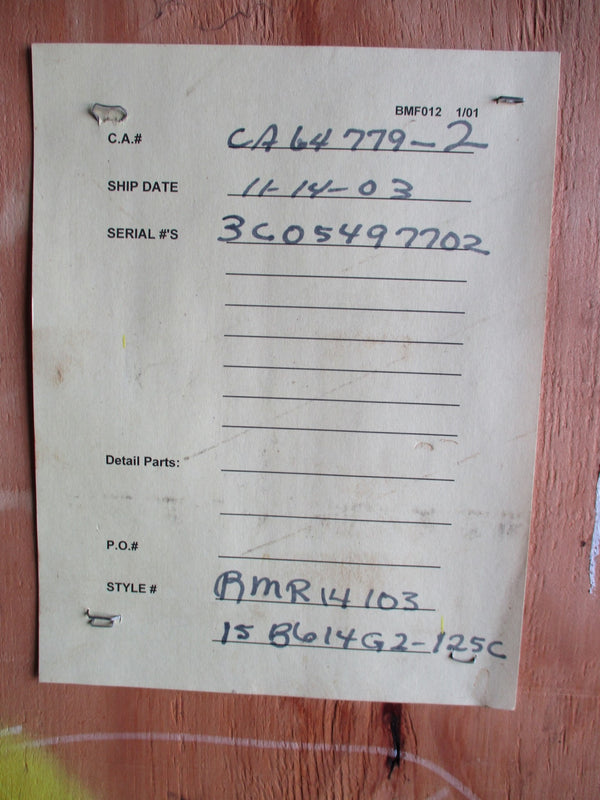 BMF012 1/01
C.A.# CA64779-2
SHIP DATE 11-14-03
SERIAL #'S 3C05497702
Detail Parts:
P.O.#
STYLE # BMR14103
15B614G2-125C